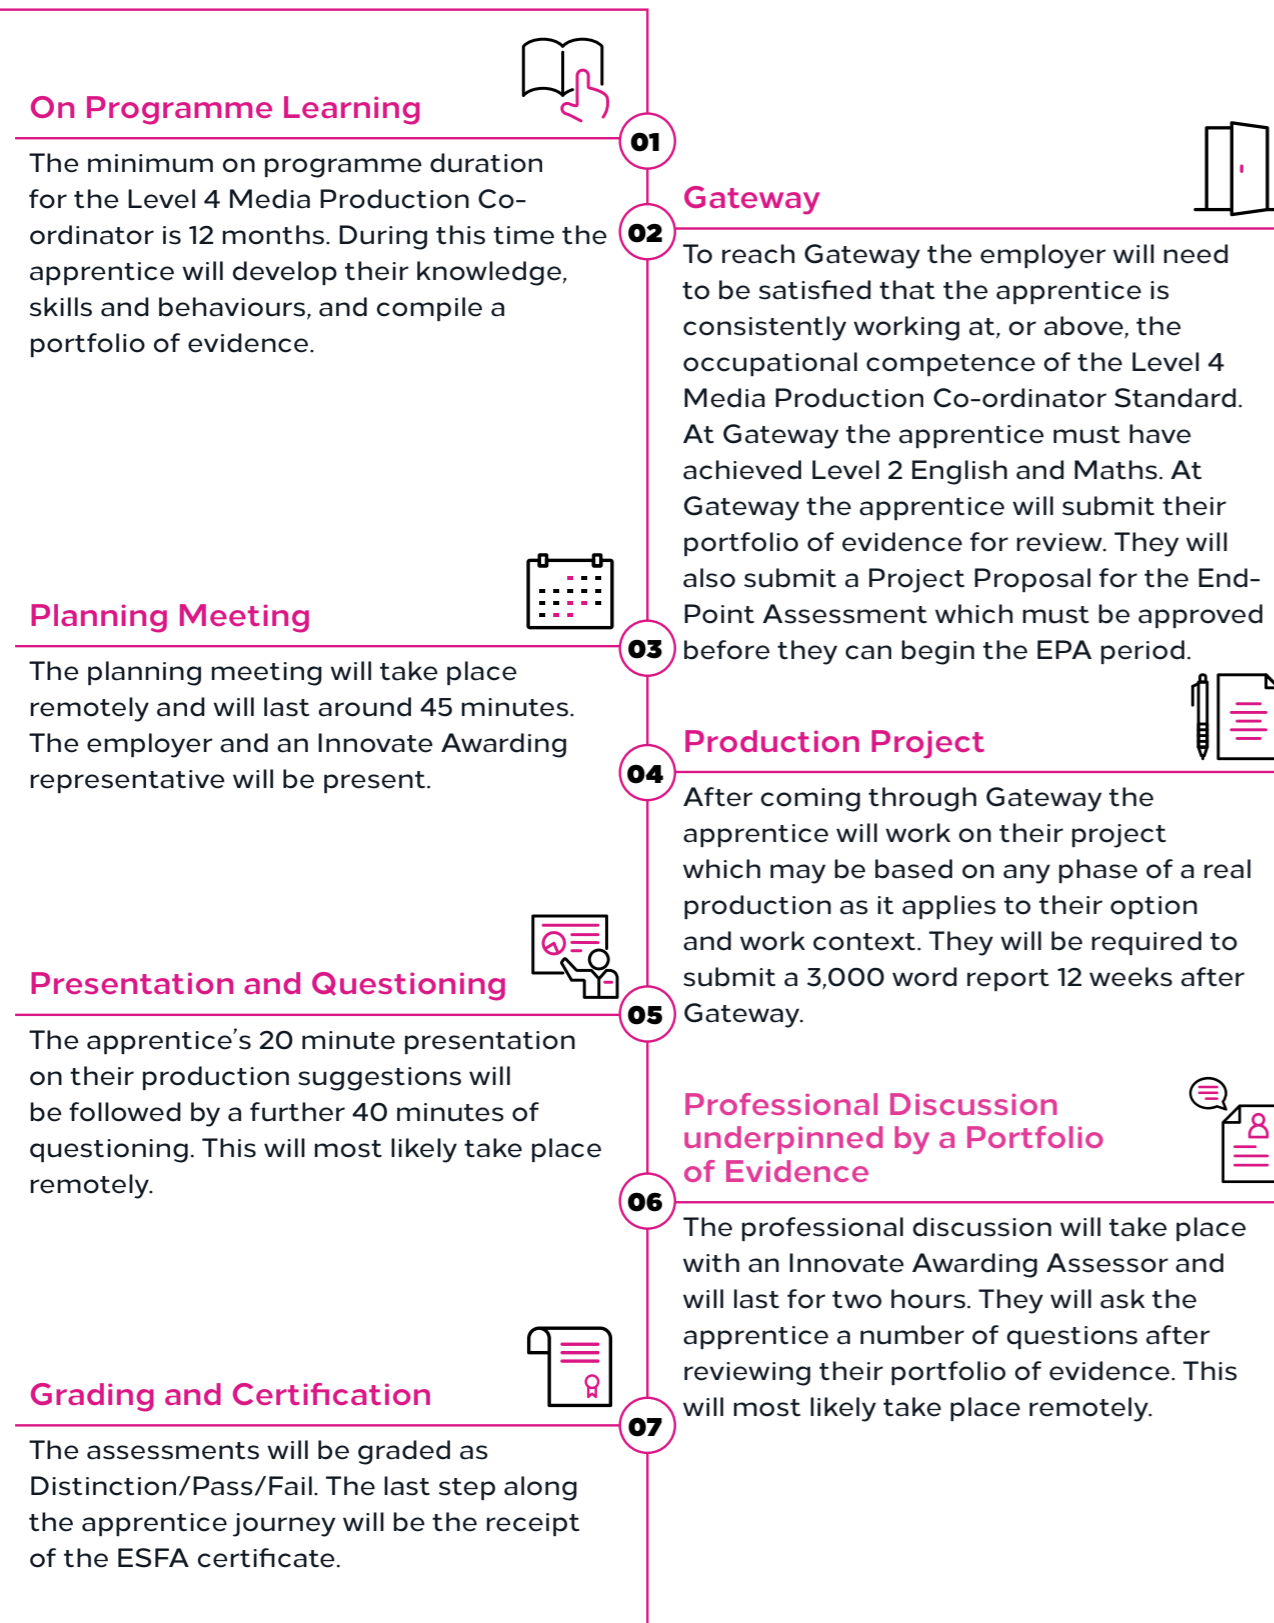 On Programme Learning
01
The minimum on programme duration
for the Level 4 Media Production Co-
ordinator is 12 months. During this time the
apprentice will develop their knowledge,
skills and behaviours, and compile a
portfolio of evidence.
Gateway
02
To reach Gateway the employer will need
to be satisfied that the apprentice is
consistently working at, or above, the
occupational competence of the Level 4
Media Production Co-ordinator Standard.
At Gateway the apprentice must have
achieved Level 2 English and Maths. At
Gateway the apprentice will submit their
portfolio of evidence for review. They will
also submit a Project Proposal for the End-
Point Assessment which must be approved
before they can begin the EPA period.
Planning Meeting
03
The planning meeting will take place
remotely and will last around 45 minutes.
The employer and an Innovate Awarding
representative will be present.
Production Project
04
After coming through Gateway the
apprentice will work on their project
which may be based on any phase of a real
production as it applies to their option
and work context. They will be required to
submit a 3,000 word report 12 weeks after
Gateway.
Presentation and Questioning
05
The apprentice's 20 minute presentation
on their production suggestions will
be followed by a further 40 minutes of
questioning. This will most likely take place
remotely.
Professional Discussion
underpinned by a Portfolio
of Evidence
06
The professional discussion will take place
with an Innovate Awarding Assessor and
will last for two hours. They will ask the
apprentice a number of questions after
reviewing their portfolio of evidence. This
will most likely take place remotely.
Grading and Certification
07
The assessments will be graded as
Distinction/Pass/Fail. The last step along
the apprentice journey will be the receipt
of the ESFA certificate.